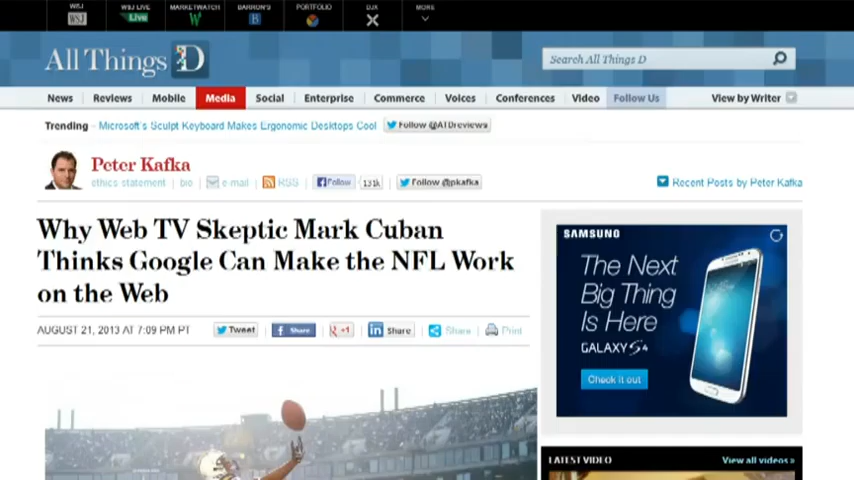 WSJ
WSJ LIVE
MARKETWATCH
BARRON'S
PORTFOLIO
DJX
MORE
WSJ
Live
W
B
X
All Things D
Search All Things D
News
Reviews
Mobile
Media
Social
Enterprise
Commerce
Voices
Conferences
Video
Follow Us
View by Writer
Trending - Microsoft's Sculpt Keyboard Makes Ergonomic Desktops Cool
Follow @ATDreviews
Peter Kafka
ethics statement | bio | e-mail | RSS | Follow 131k | Follow @pkafka
Recent Posts by Peter Kafka
Why Web TV Skeptic Mark Cuban
Thinks Google Can Make the NFL Work
on the Web
AUGUST 21, 2013 AT 7:09 PM PT
Tweet
Share
+1
in Share
Share
Print
SAMSUNG
The Next
Big Thing
Is Here
GALAXY S4
Check it out
LATEST VIDEO
View all videos »